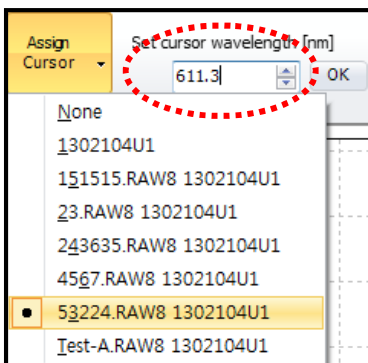 Assign
Cursor
Set cursor wavelength [nm]
611.3
OK
None
1302104U1
151515.RAW8 1302104U1
23.RAW8 1302104U1
243635.RAW8 1302104U1
4567.RAW8 1302104U1
53224.RAW8 1302104U1
Test-A.RAW8 1302104U1